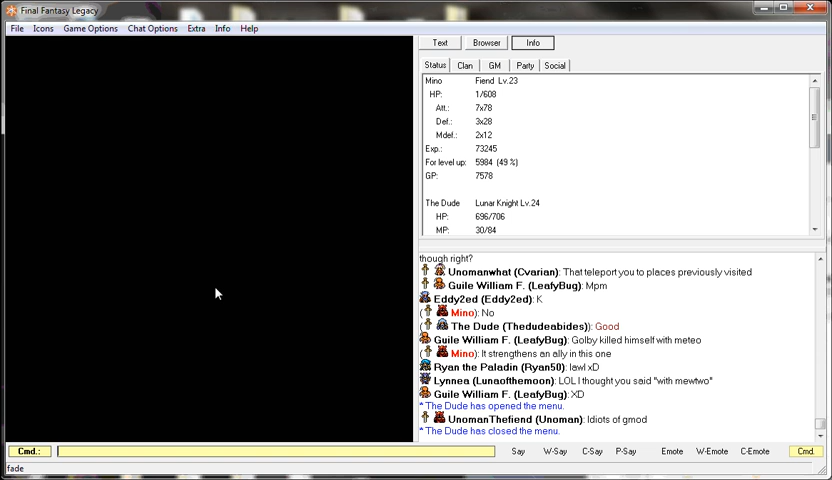 Final Fantasy Legacy
File Icons Game Options Chat Options Extra Info Help
Text Browser Info
Status Clan GM Party Social
Mino Fiend Lv.23
HP: 1/608
Att.: 7x78
Def.: 3x28
Mdef.: 2x12
Exp.: 73245
For level up: 5984 (49 %)
GP: 7578
The Dude Lunar Knight Lv.24
HP: 696/706
MP: 30/84
though right?
Unomanwhat (Cvarian): That teleport you to places previously visited
Guile William F. (LeafyBug): Mpm
Eddy2ed (Eddy2ed): K
( Mino): No
( The Dude (Thedudeabides): Good
Guile William F. (LeafyBug): Golby killed himself with meteo
( Mino): It strengthens an ally in this one
Ryan the Paladin (Ryan50): lawl xD
Lynnea (Lunaofthemoon): LOL I thought you said "with mewtwo"
Guile William F. (LeafyBug): XD
* The Dude has opened the menu.
UnomanThefiend (Unoman): Idiots of gmod
* The Dude has closed the menu.
Cmd.: Say W-Say C-Say P-Say Emote W-Emote C-Emote Cmd
fade